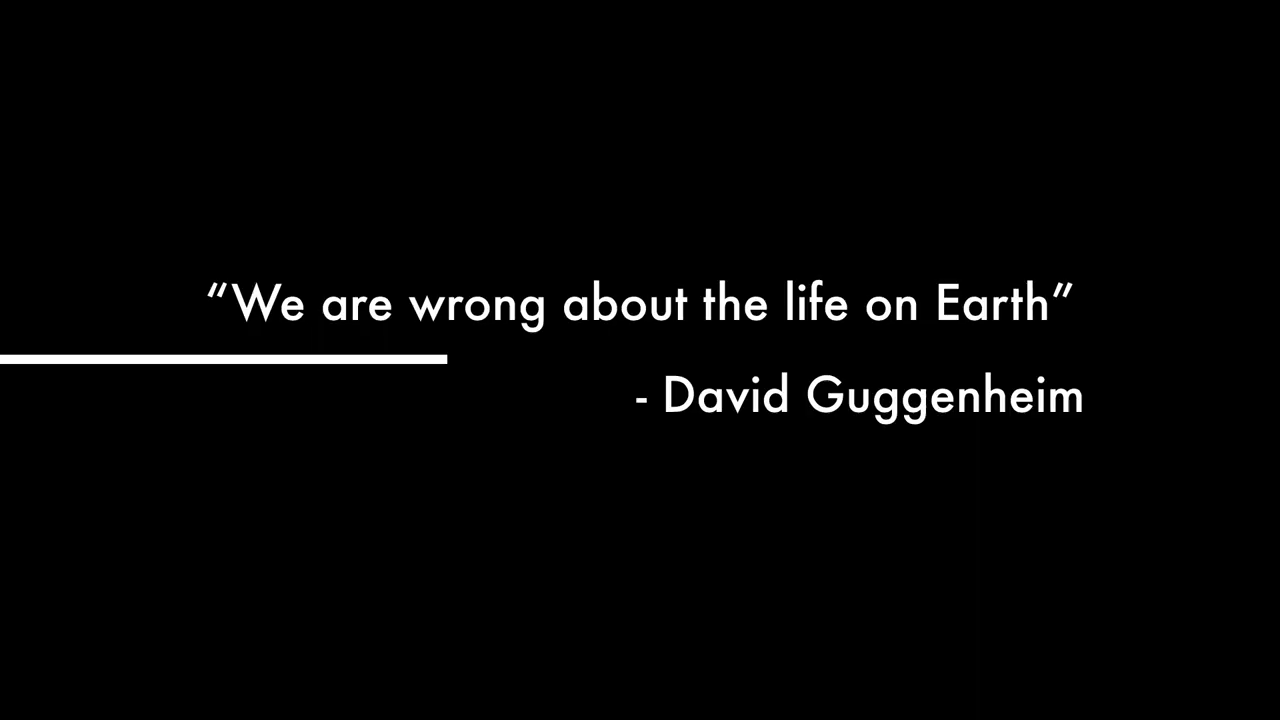 “We are wrong about the life on Earth”
- David Guggenheim